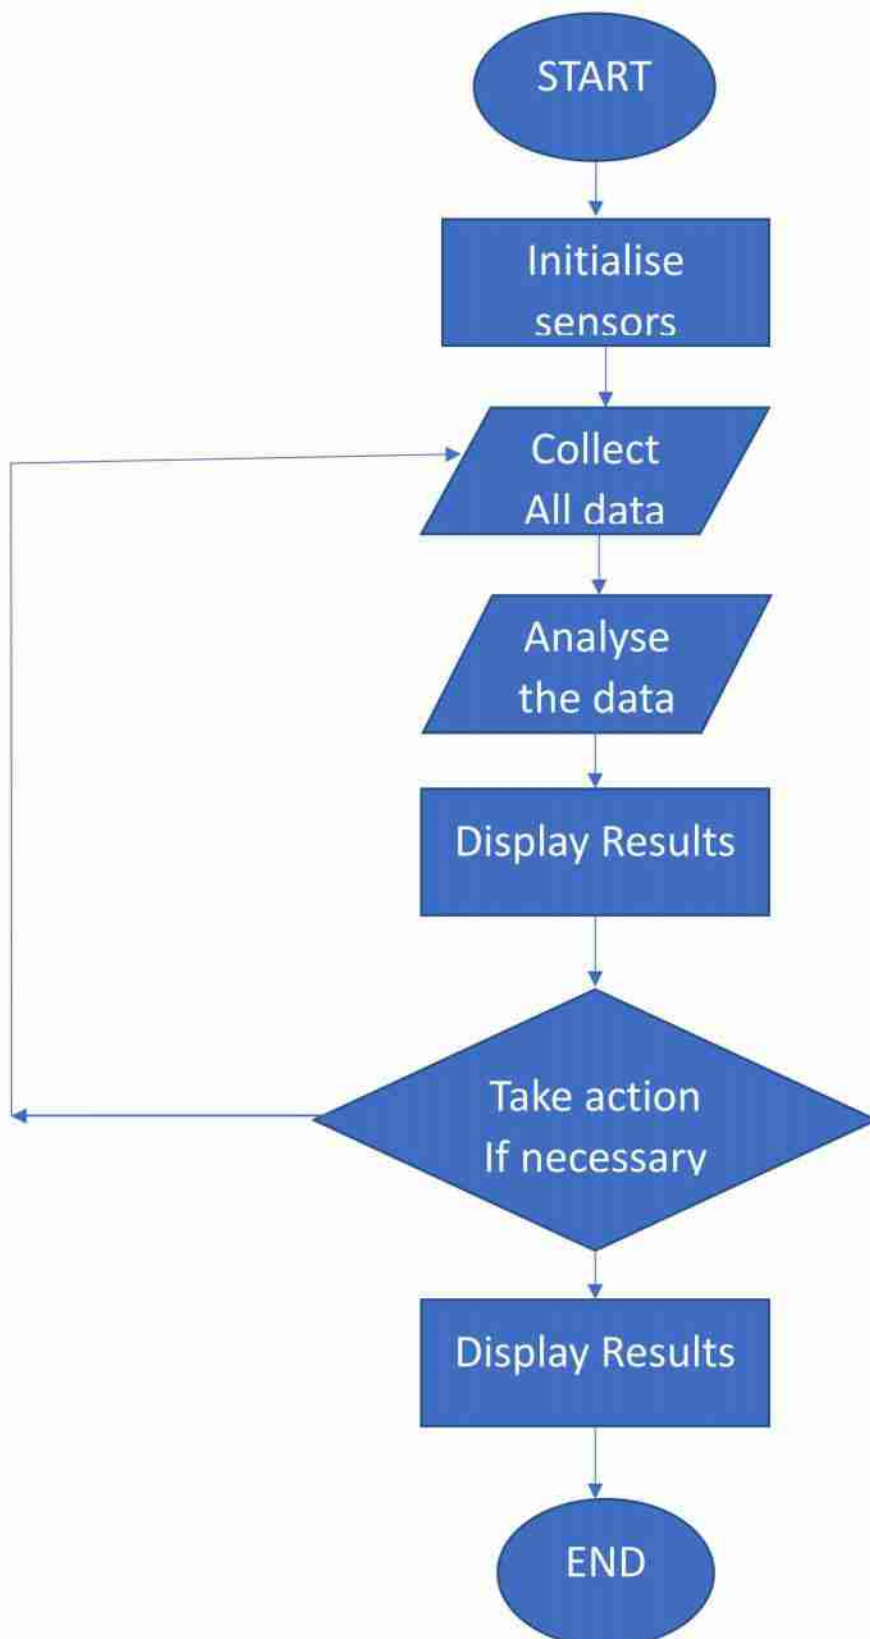 START
Initialise
sensors
Collect
All data
Analyse
the data
Display Results
Take action
If necessary
Display Results
END